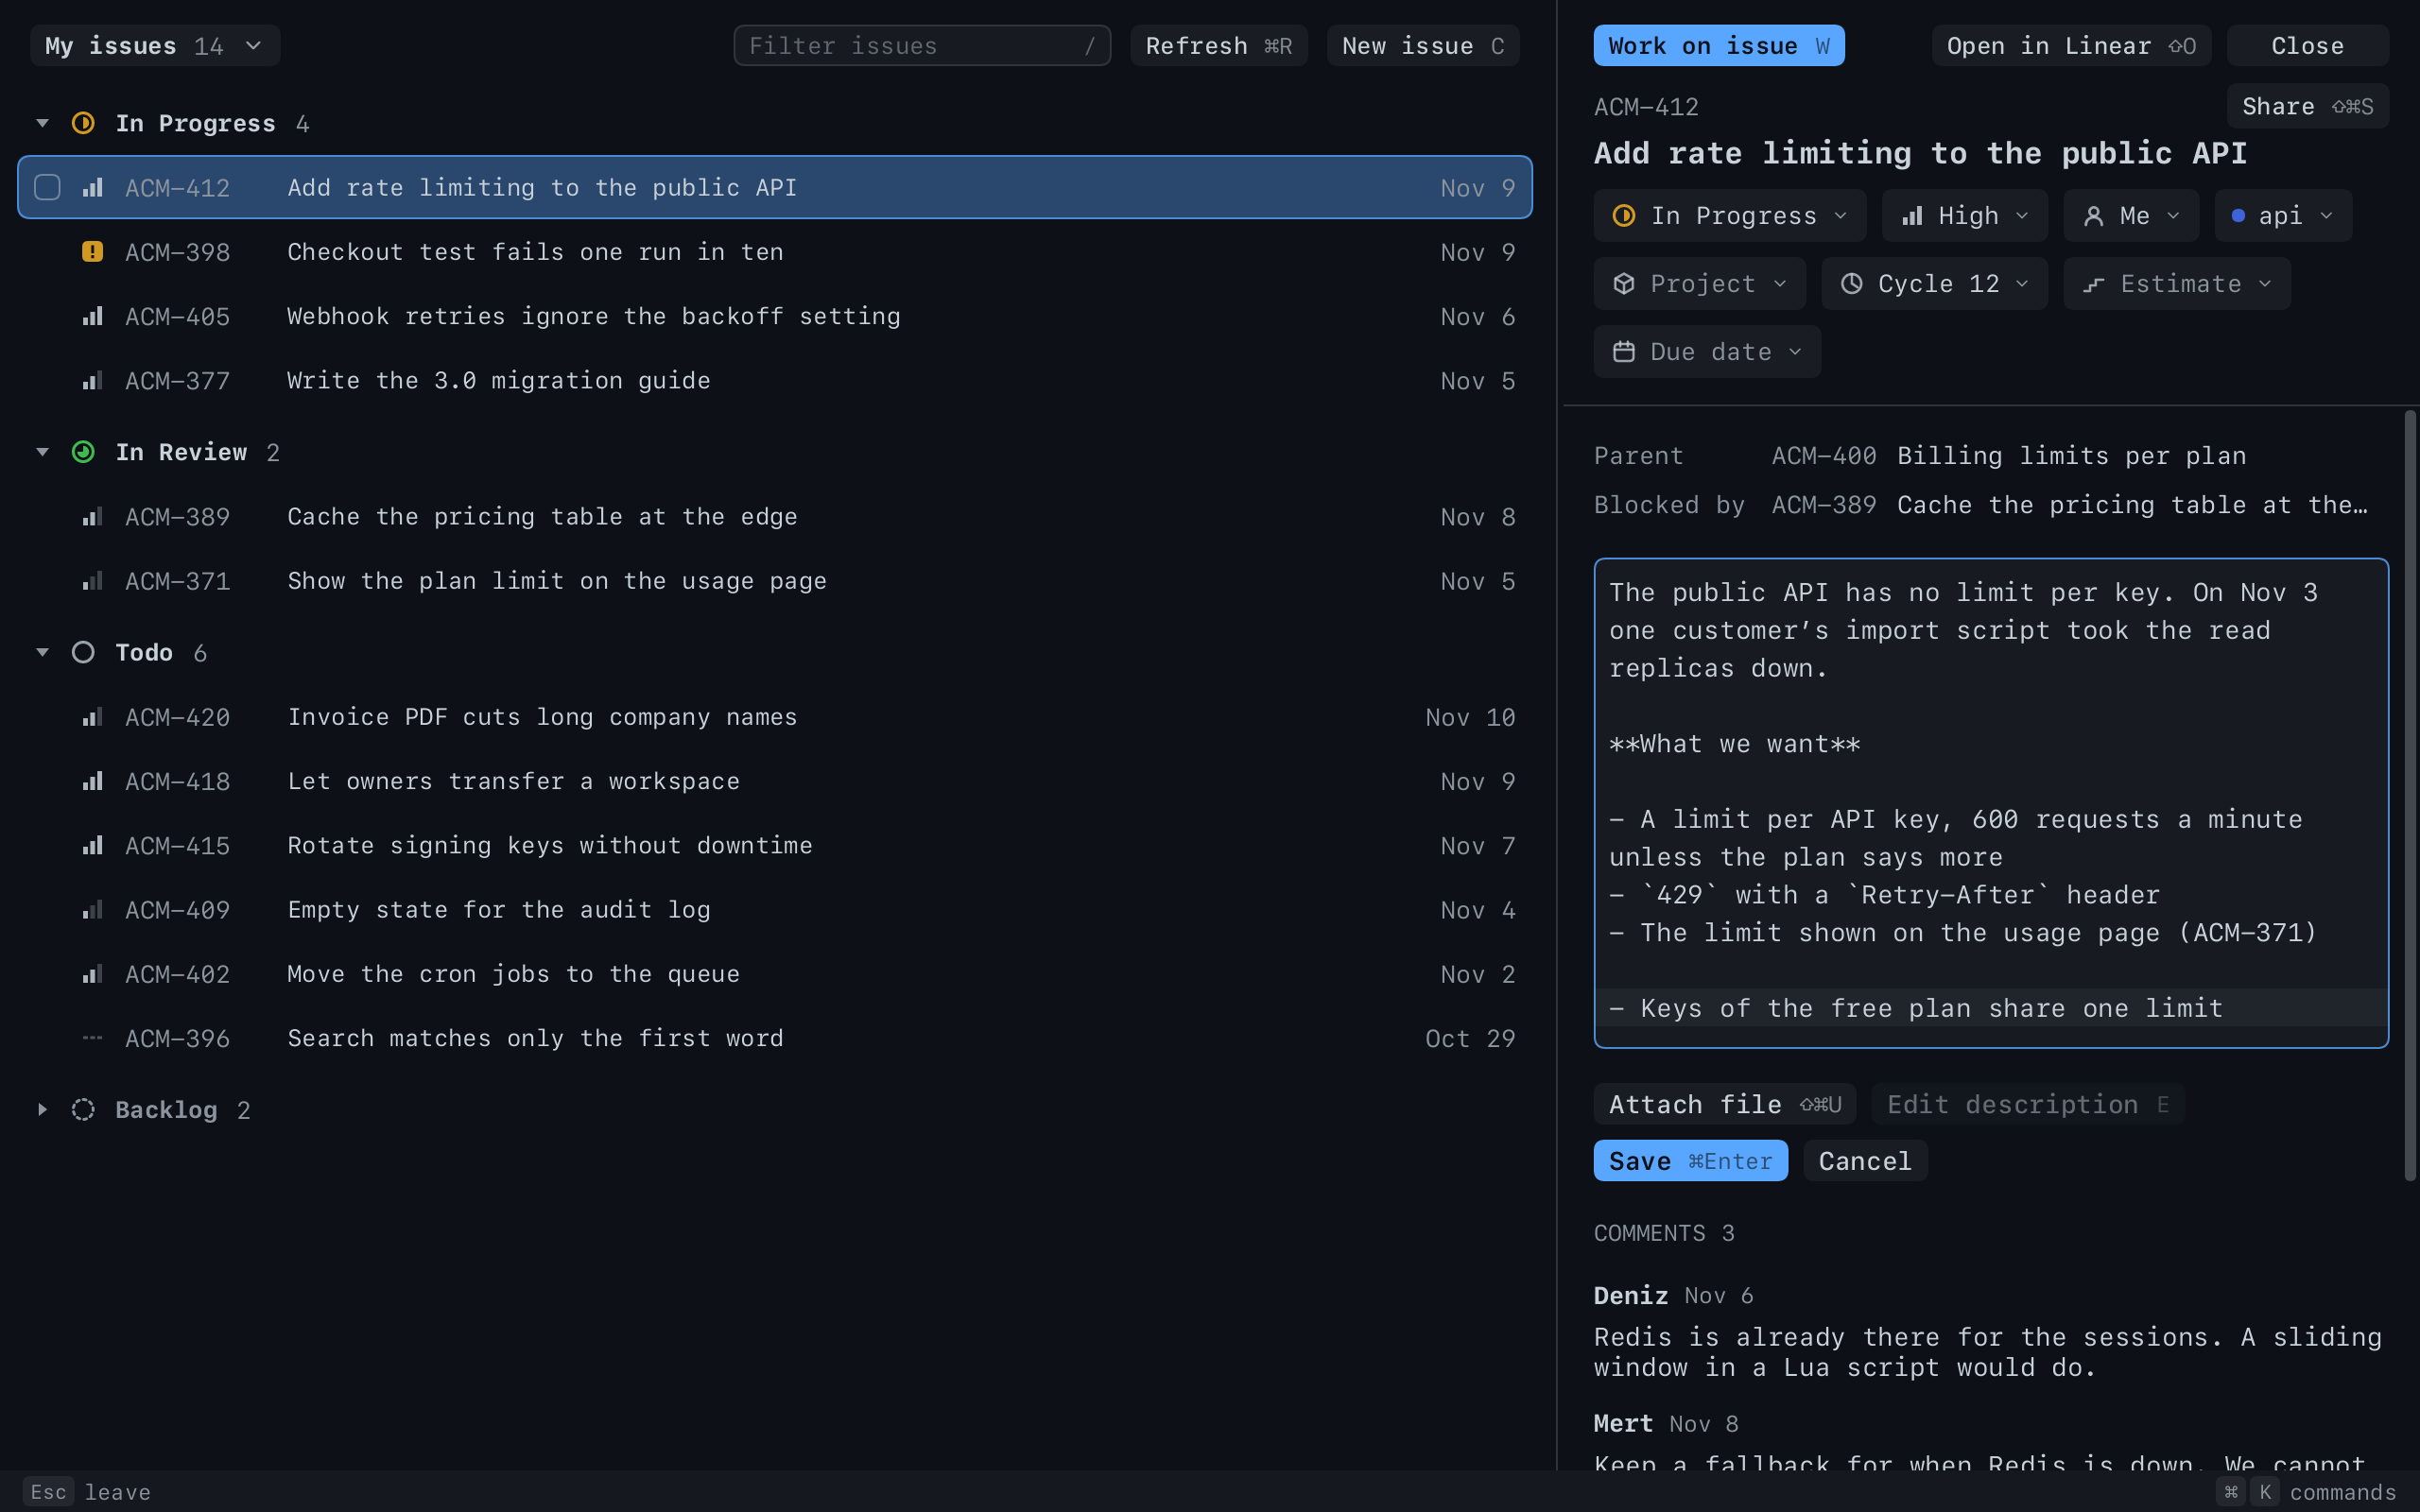 My issues 14
Filter issues /
Refresh ⌘R
New issue C
In Progress 4
ACM-412 Add rate limiting to the public API Nov 9
ACM-398 Checkout test fails one run in ten Nov 9
ACM-405 Webhook retries ignore the backoff setting Nov 6
ACM-377 Write the 3.0 migration guide Nov 5
In Review 2
ACM-389 Cache the pricing table at the edge Nov 8
ACM-371 Show the plan limit on the usage page Nov 5
Todo 6
ACM-420 Invoice PDF cuts long company names Nov 10
ACM-418 Let owners transfer a workspace Nov 9
ACM-415 Rotate signing keys without downtime Nov 7
ACM-409 Empty state for the audit log Nov 4
ACM-402 Move the cron jobs to the queue Nov 2
ACM-396 Search matches only the first word Oct 29
Backlog 2
Work on issue W
Open in Linear ⇧O
Close
ACM-412
Share ⇧⌘S
Add rate limiting to the public API
In Progress High Me api
Project Cycle 12 Estimate
Due date
Parent ACM-400 Billing limits per plan
Blocked by ACM-389 Cache the pricing table at the…
The public API has no limit per key. On Nov 3
one customer’s import script took the read
replicas down.
**What we want**
- A limit per API key, 600 requests a minute
unless the plan says more
- `429` with a `Retry-After` header
- The limit shown on the usage page (ACM-371)
- Keys of the free plan share one limit
Attach file ⇧⌘U
Edit description E
Save ⌘Enter
Cancel
COMMENTS 3
Deniz Nov 6
Redis is already there for the sessions. A sliding
window in a Lua script would do.
Mert Nov 8
Keep a fallback for when Redis is down. We cannot
Esc leave
⌘ K commands